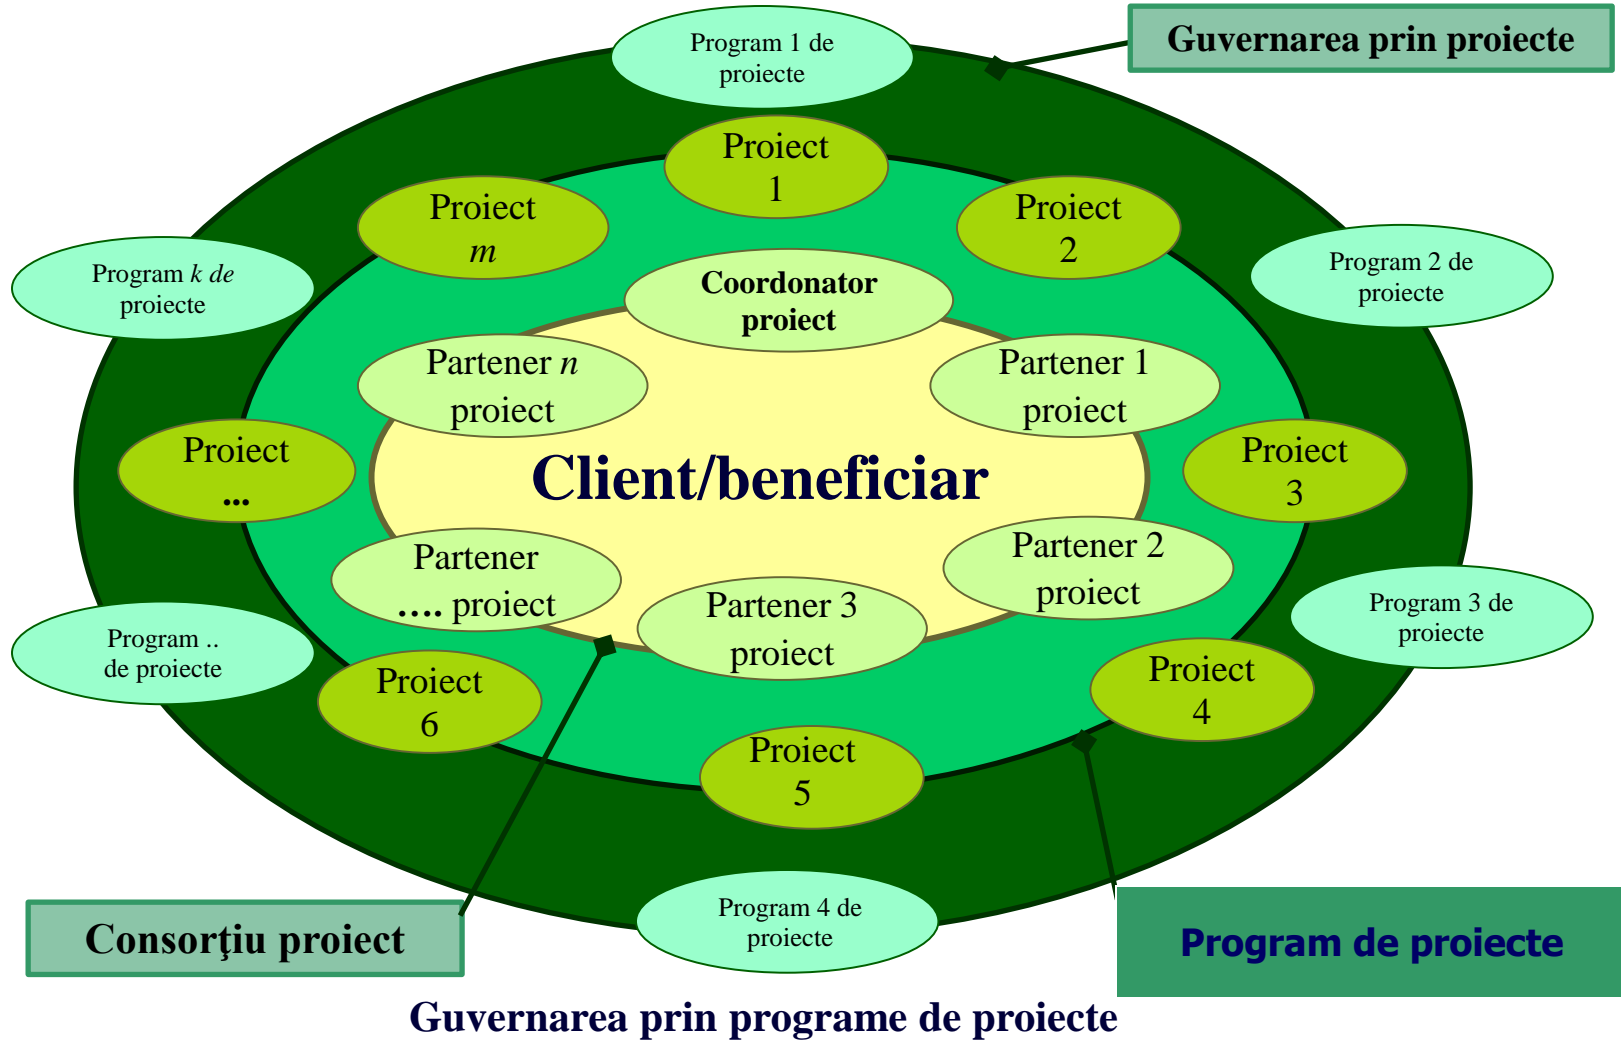 Program 1 de
proiecte
Guvernarea prin proiecte
Proiect
1
Proiect
m
Proiect
2
Program k de
proiecte
Coordonator
proiect
Program 2 de
proiecte
Partener n
proiect
Partener 1
proiect
Proiect
...
Client/beneficiar
Proiect
3
Partener
.... proiect
Partener 3
proiect
Partener 2
proiect
Program 3 de
proiecte
Program ..
de proiecte
Proiect
6
Proiect
4
Proiect
5
Program 4 de
proiecte
Consorţiu proiect
Program de proiecte
Guvernarea prin programe de proiecte